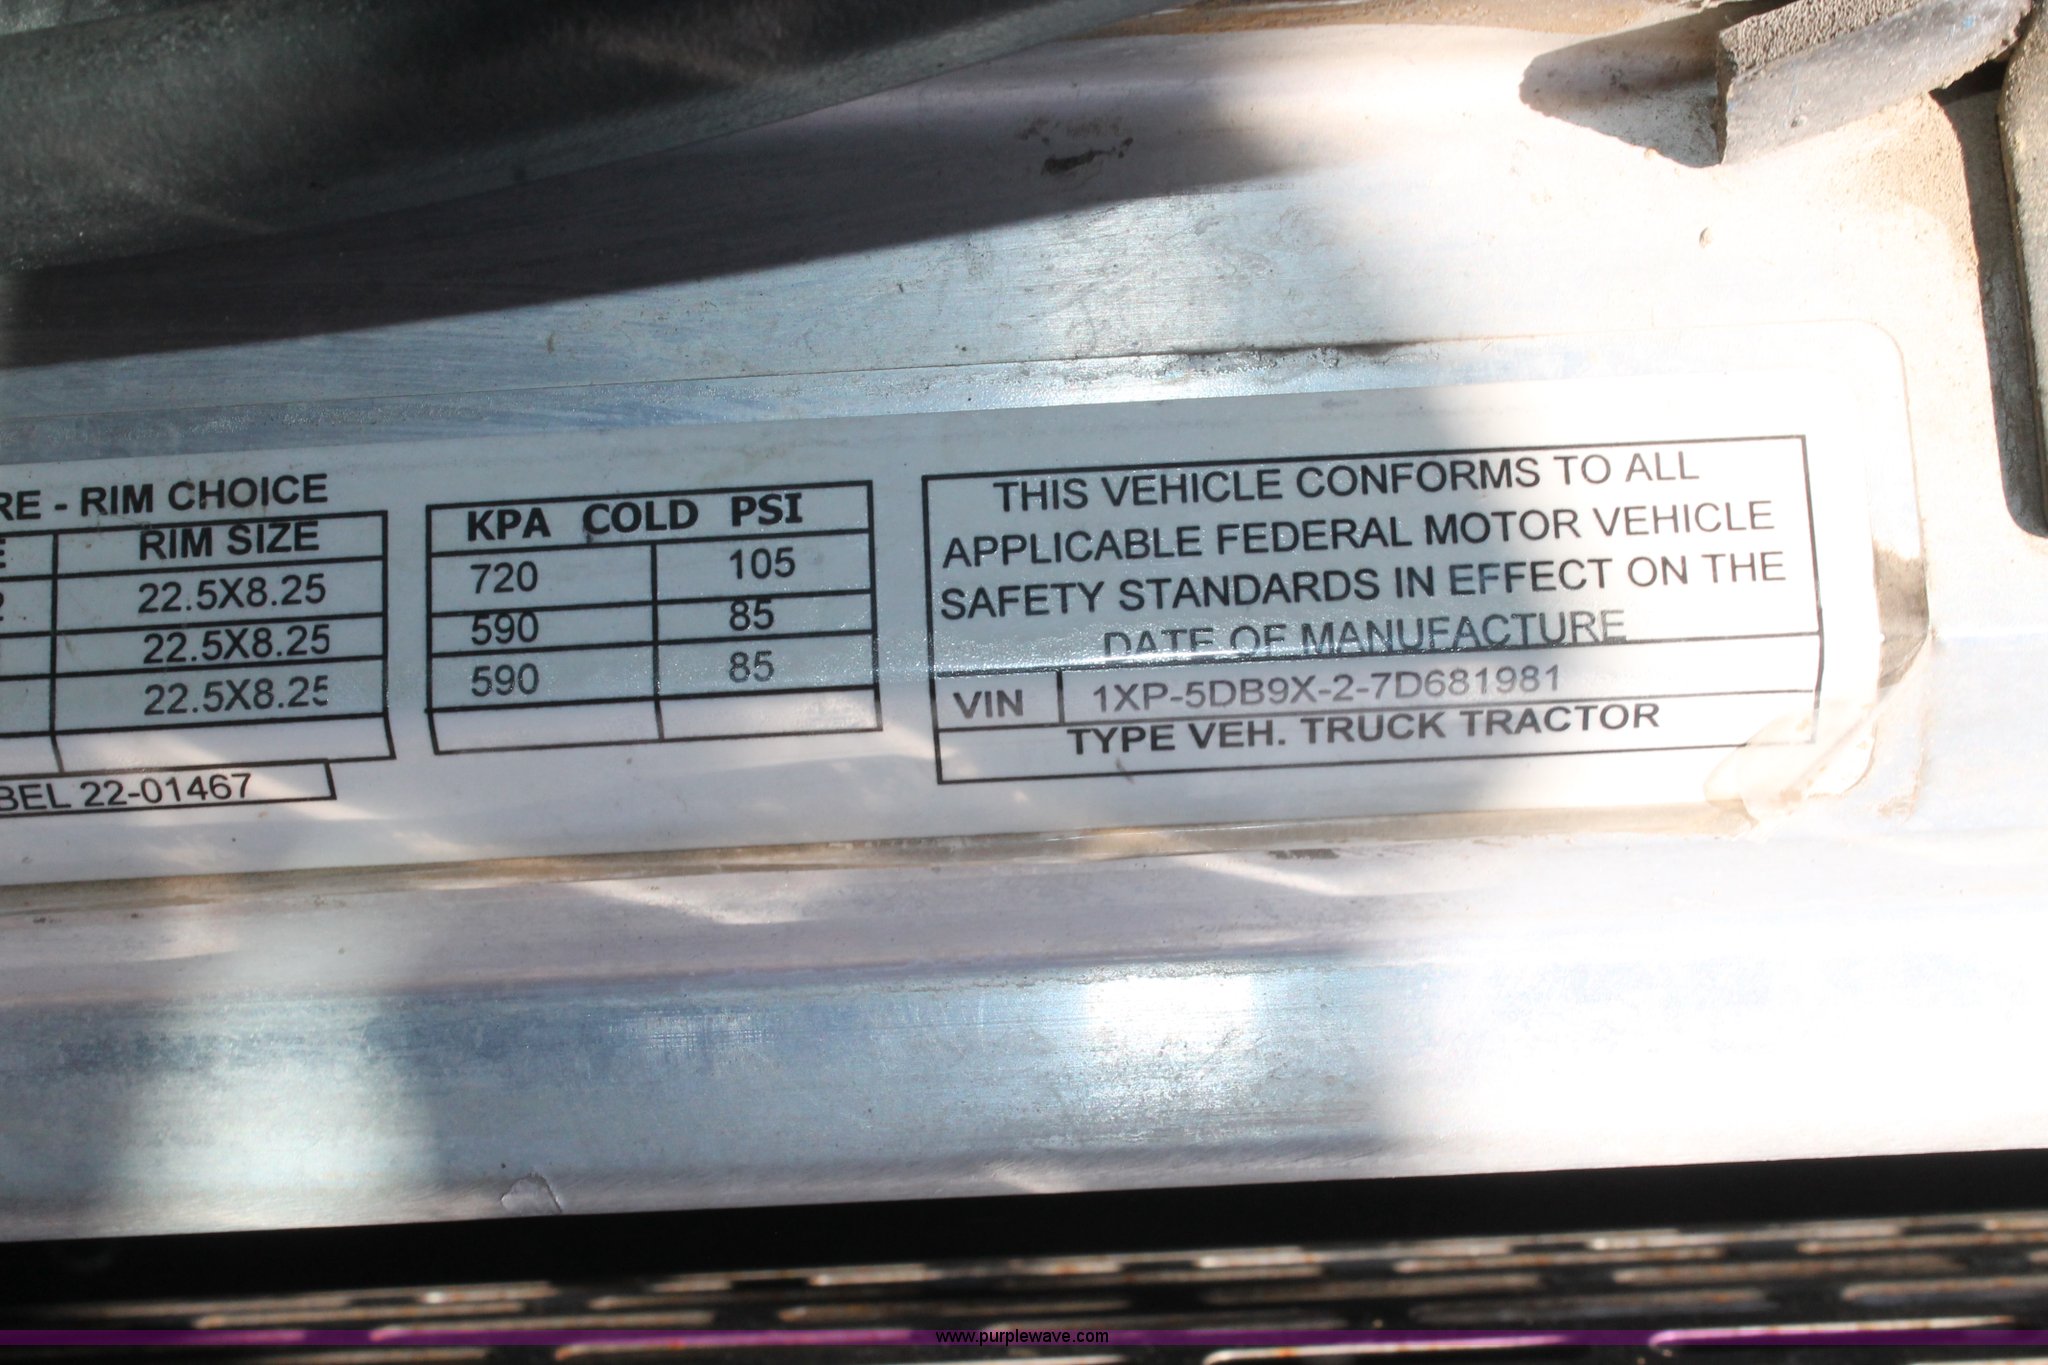 RE - RIM CHOICE
RIM SIZE
22.5X8.25
22.5X8.25
22.5X8.25
BEL 22-01467
KPA COLD PSI
720 105
590 85
590 85
THIS VEHICLE CONFORMS TO ALL
APPLICABLE FEDERAL MOTOR VEHICLE
SAFETY STANDARDS IN EFFECT ON THE
DATE OF MANUFACTURE
VIN 1XP-5DB9X-2-7D681981
TYPE VEH. TRUCK TRACTOR
www.purplewave.com